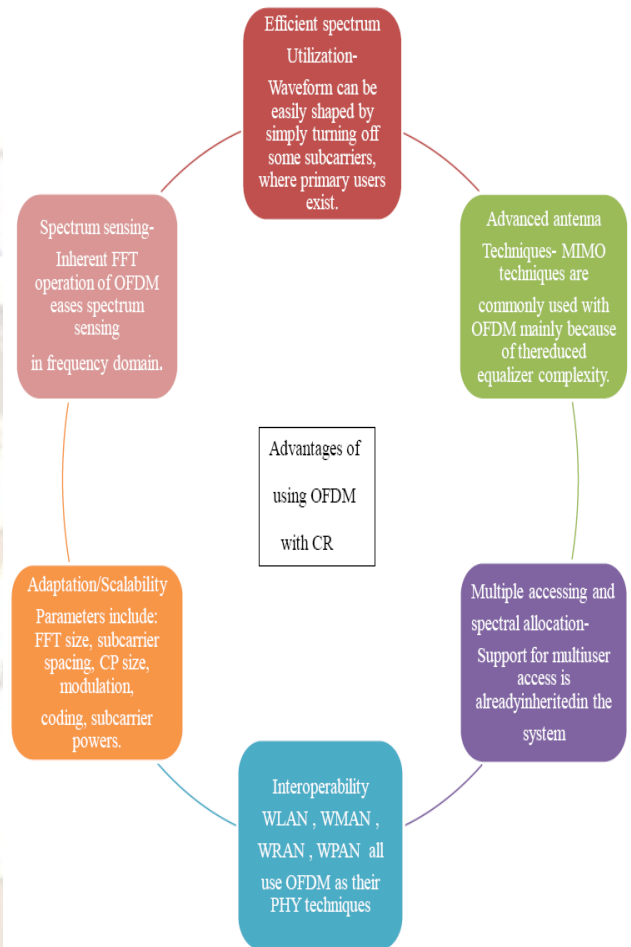 Efficient spectrum
Utilization-
Waveform can be
easily shaped by
simply turning off
some subcarriers,
where primary users
exist.
Advanced antenna
Techniques- MIMO
techniques are
commonly used with
OFDM mainly because
of thereduced
equalizer complexity.
Multiple accessing and
spectral allocation-
Support for multiuser
access is
alreadyinheritedin the
system
Interoperability
WLAN , WMAN ,
WRAN , WPAN all
use OFDM as their
PHY techniques
Adaptation/Scalability
Parameters include:
FFT size, subcarrier
spacing, CP size,
modulation,
coding, subcarrier
powers.
Spectrum sensing-
Inherent FFT
operation of OFDM
eases spectrum
sensing
in frequency domain.
Advantages of
using OFDM
with CR